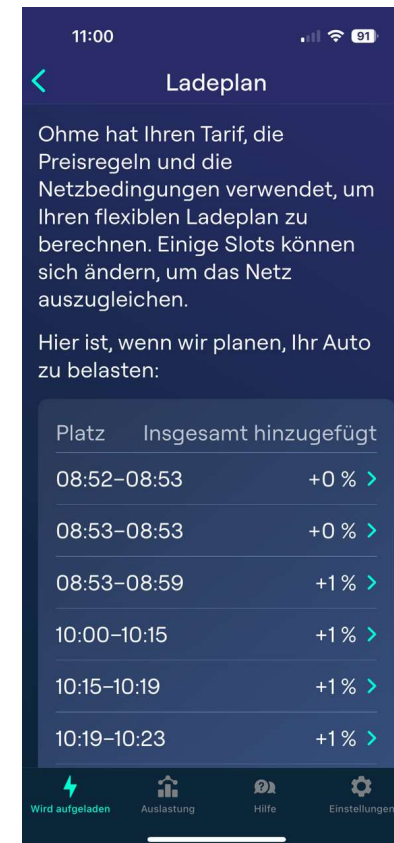 11:00
91
Ladeplan
Ohme hat Ihren Tarif, die
Preisregeln und die
Netzbedingungen verwendet, um
Ihren flexiblen Ladeplan zu
berechnen. Einige Slots können
sich ändern, um das Netz
auszugleichen.
Hier ist, wenn wir planen, Ihr Auto
zu belasten:
Platz Insgesamt hinzugefügt
08:52–08:53 +0 %
08:53–08:53 +0 %
08:53–08:59 +1 %
10:00–10:15 +1 %
10:15–10:19 +1 %
10:19–10:23 +1 %
Wird aufgeladen Auslastung Hilfe Einstellungen